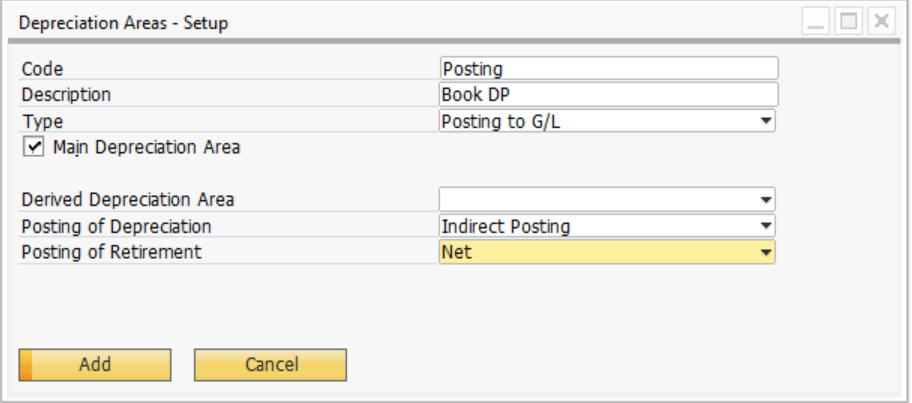 Depreciation Areas - Setup
Code Posting
Description Book DP
Type Posting to G/L
Main Depreciation Area
Derived Depreciation Area
Posting of Depreciation Indirect Posting
Posting of Retirement Net
Add Cancel